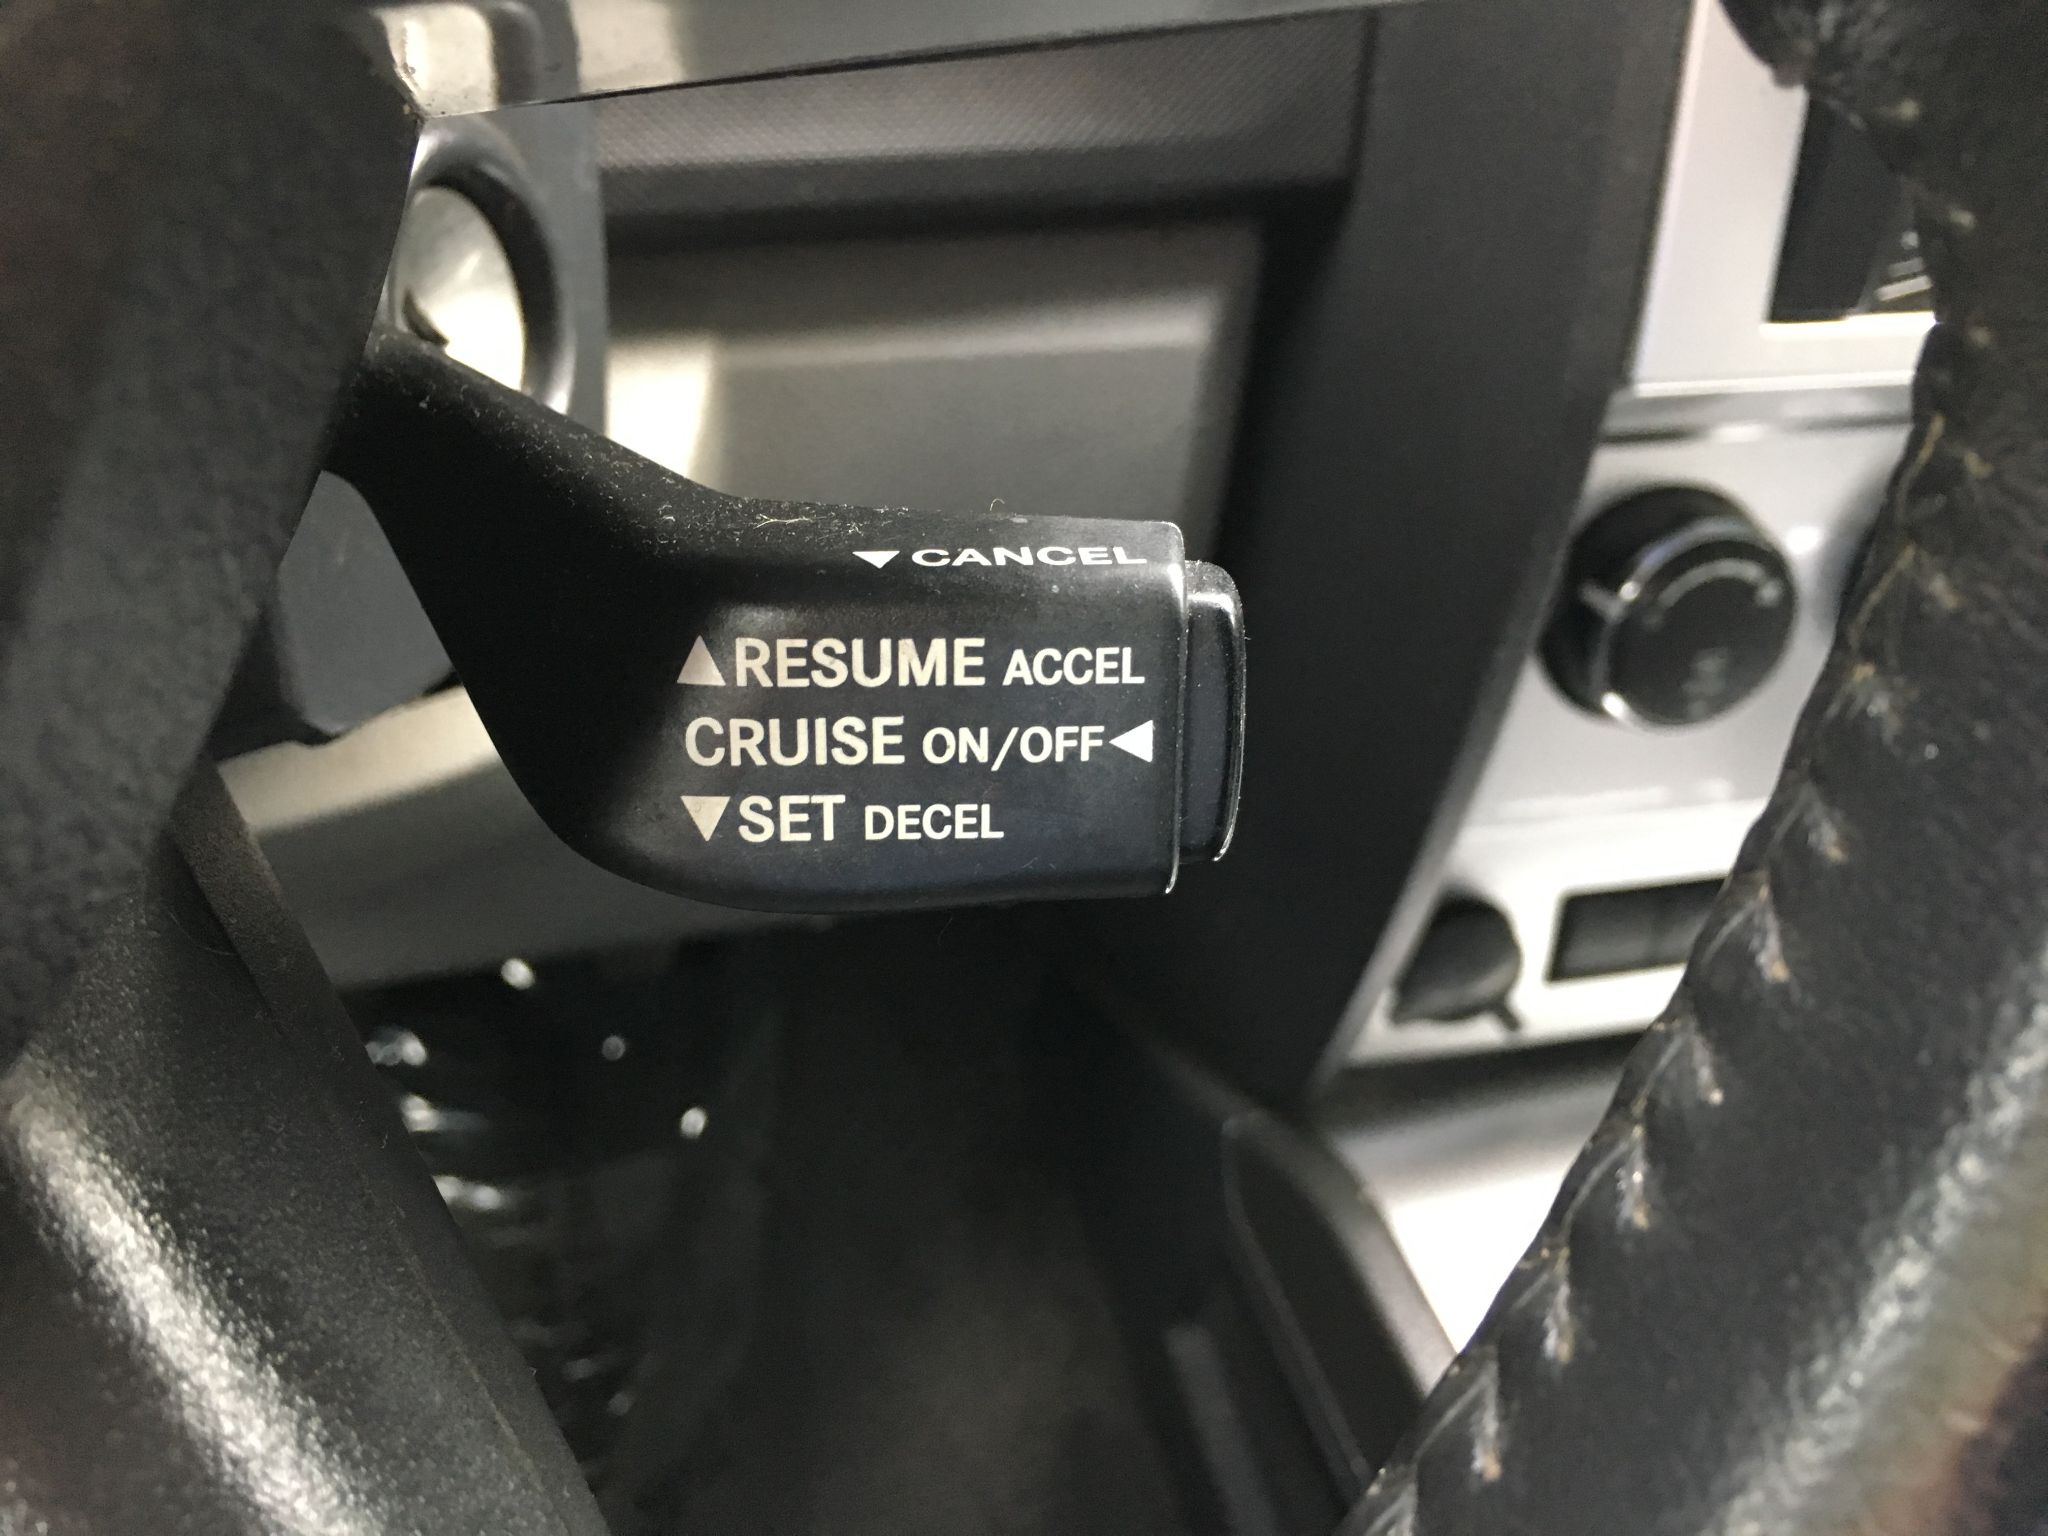 ▼CANCEL
▲RESUME ACCEL
CRUISE ON/OFF◀
▼SET DECEL